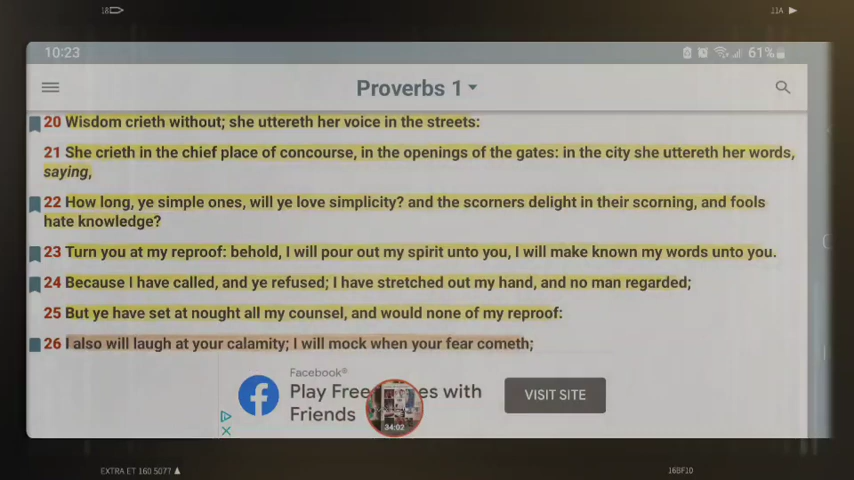 18
11A
10:23
61%
Proverbs 1
20 Wisdom crieth without; she uttereth her voice in the streets:
21 She crieth in the chief place of concourse, in the openings of the gates: in the city she uttereth her words,
saying,
22 How long, ye simple ones, will ye love simplicity? and the scorners delight in their scorning, and fools
hate knowledge?
23 Turn you at my reproof: behold, I will pour out my spirit unto you, I will make known my words unto you.
24 Because I have called, and ye refused; I have stretched out my hand, and no man regarded;
25 But ye have set at nought all my counsel, and would none of my reproof:
26 I also will laugh at your calamity; I will mock when your fear cometh;
Facebook®
Play Free es with
Friends
VISIT SITE
34:02
EXTRA ET 160 5077
16BF10